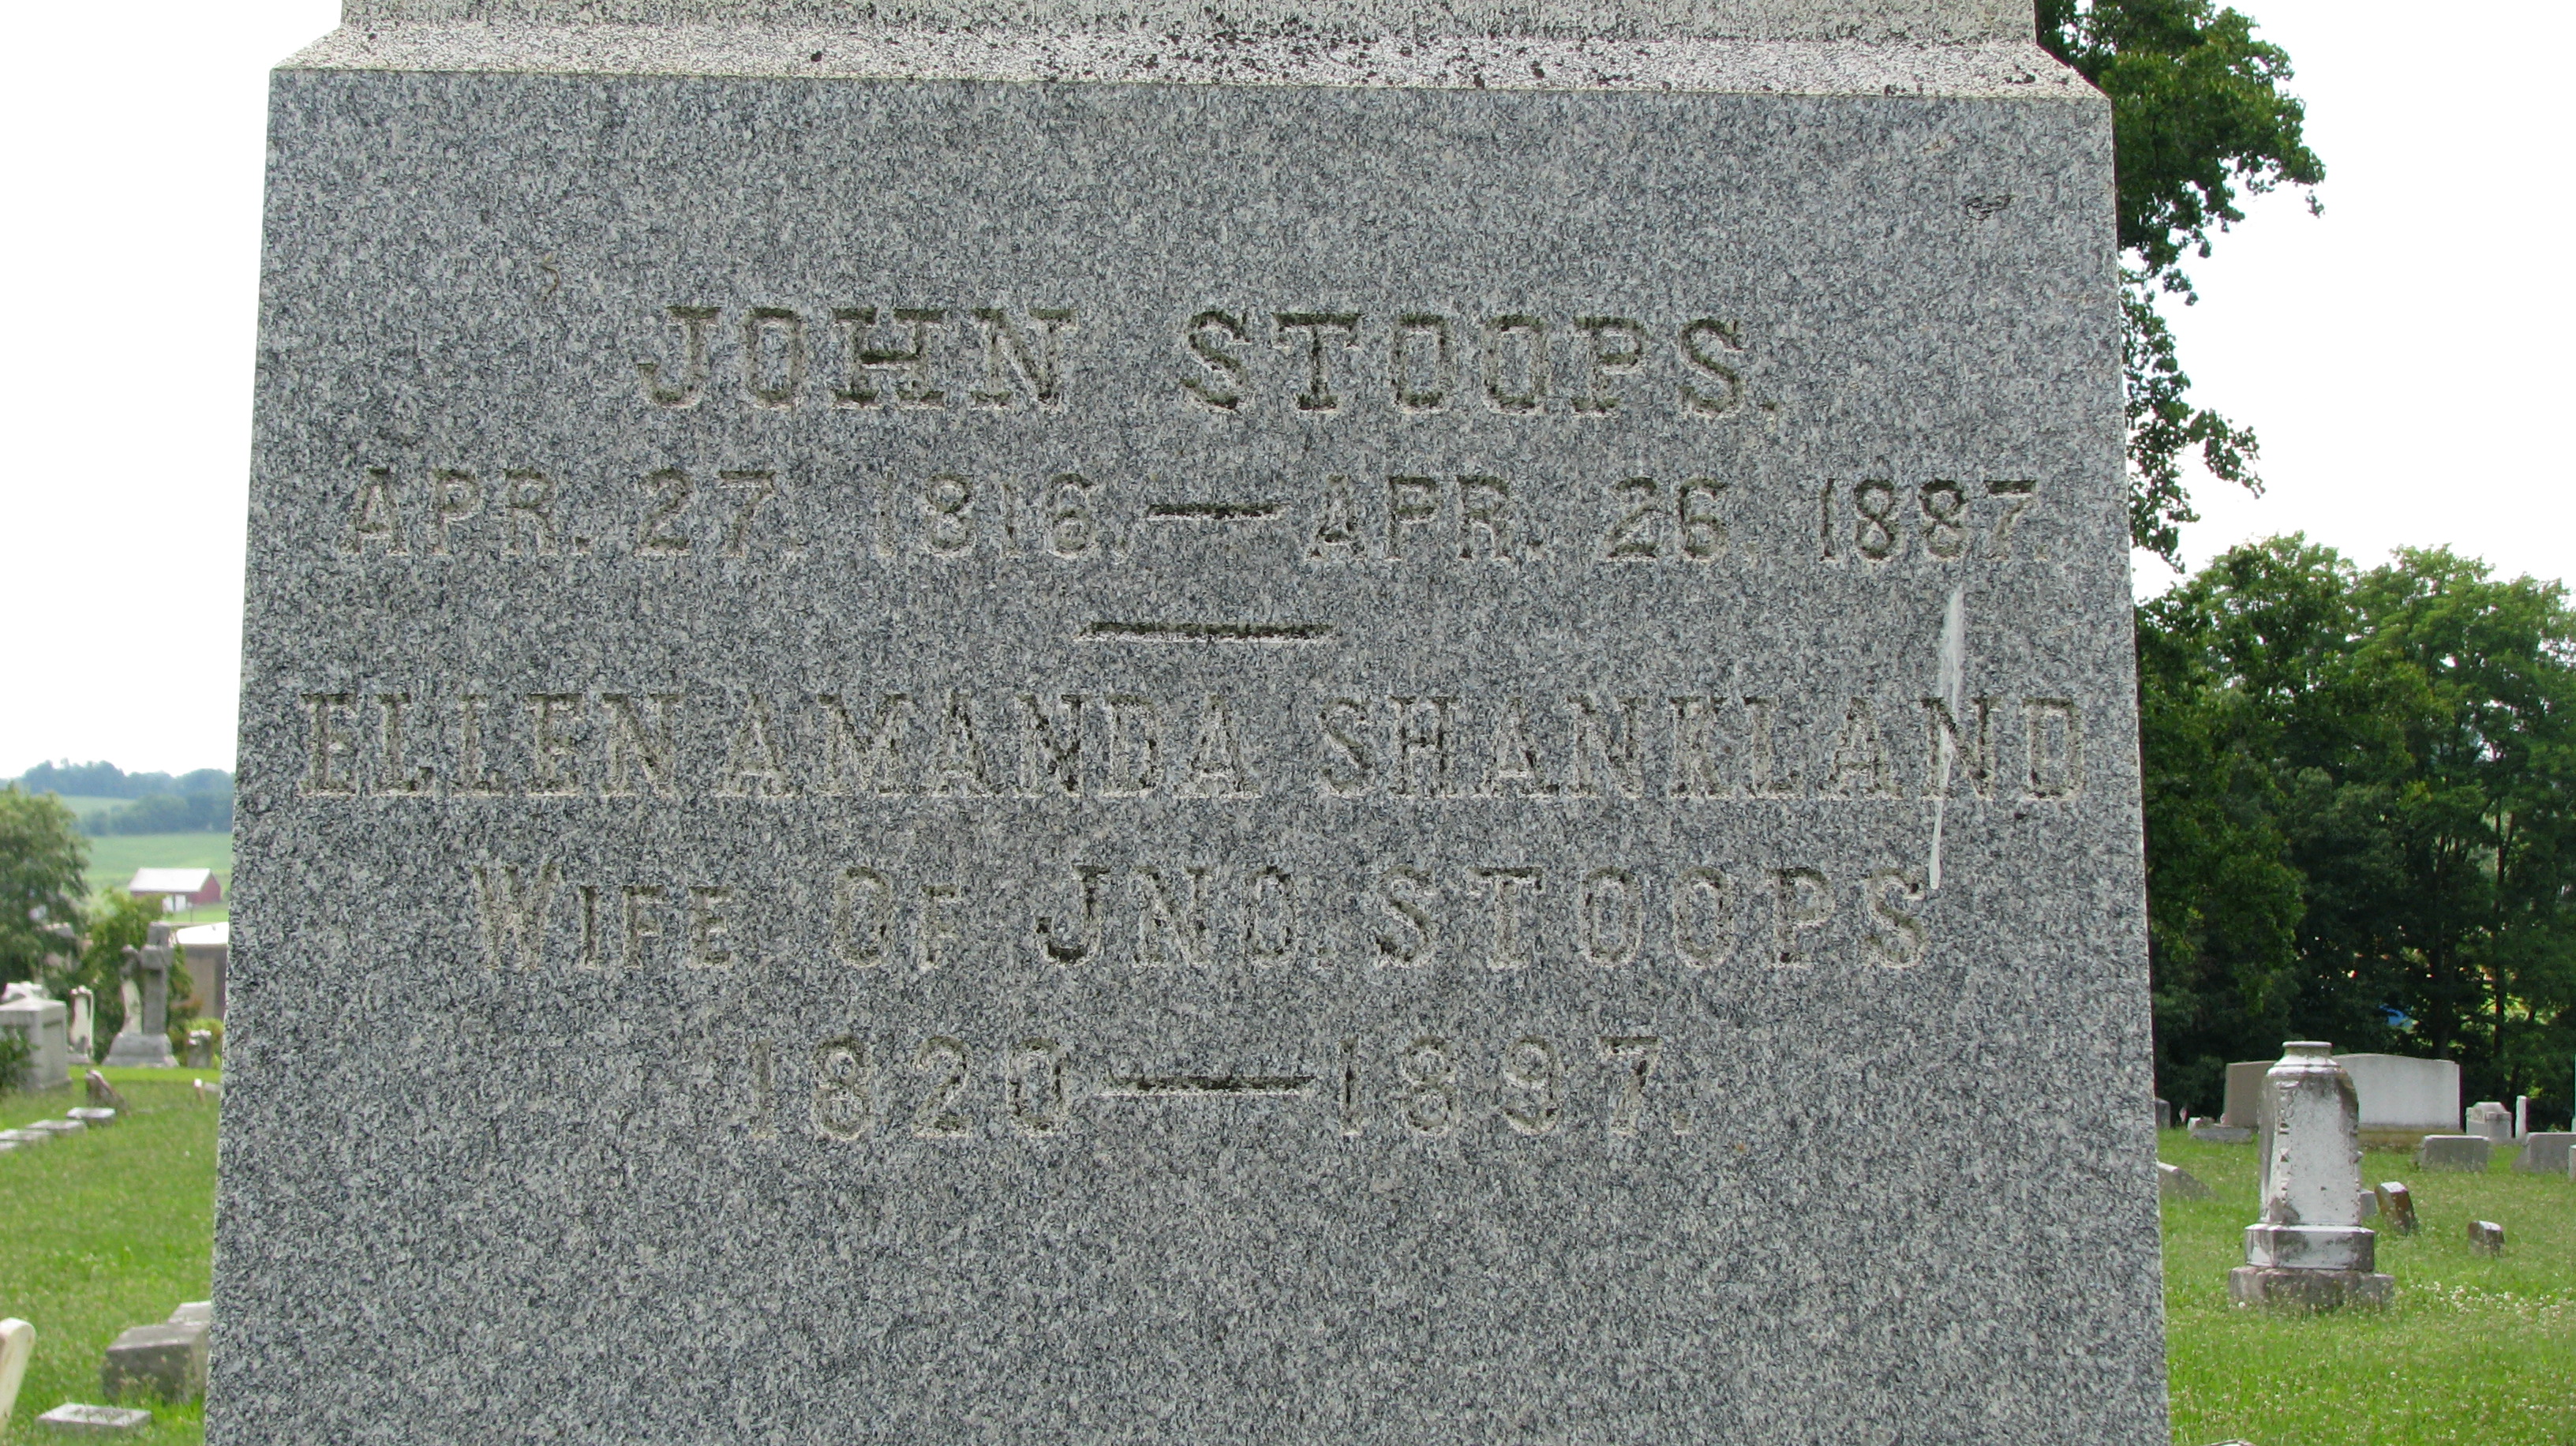 JOHN STOOPS.
APR. 27. 1816, — APR. 26. 1887.
ELLEN AMANDA SHANKLAND
WIFE OF JNO. STOOPS
1820 — 1897.